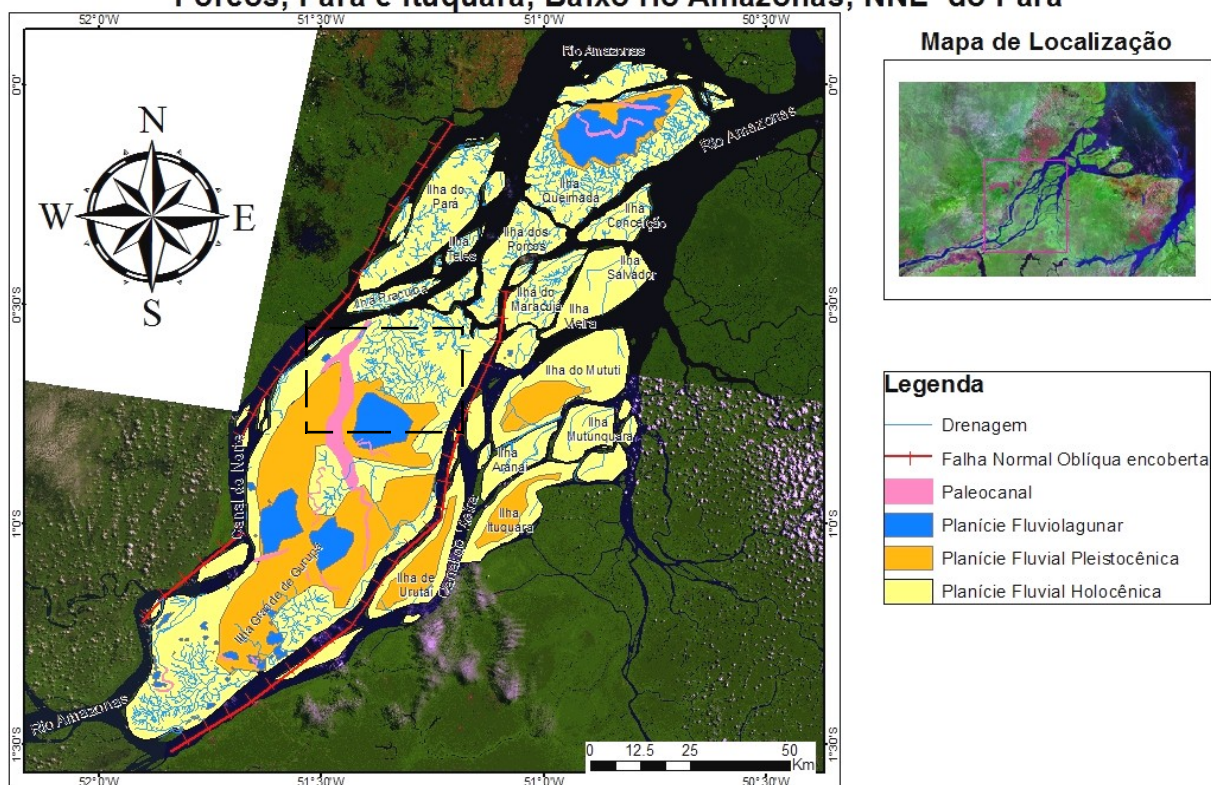 Porcos, Pará e Ituquara, Baixo rio Amazonas, NNE do Pará
52°0'W
51°30'W
51°0'W
50°30'W
Mapa de Localização
Rio Amazonas
0°0'
0°0'
Rio Amazonas
N
W
E
S
Ilha do
Pará
Ilha
Queimada
Ilha
Conceição
Ilha dos
Porcos
Ilha
Teles
Ilha
Salvador
Ilha do
Maracujá
0°30'S
0°30'S
Ilha
Vieira
Legenda
Ilha do Mututi
Drenagem
Ilha
Mutunquara
Falha Normal Oblíqua encoberta
Canal do Norte
Ilha
Aranaí
Paleocanal
Planície Fluviolagunar
Ilha
Ituquara
1°0'S
1°0'S
Planície Fluvial Pleistocênica
Ilha Grande de Gurupá
Ilha de
Urutaí
Planície Fluvial Holocênica
Rio Amazonas
1°30'S
1°30'S
0
12.5
25
50
Km
52°0'W
51°30'W
51°0'W
50°30'W